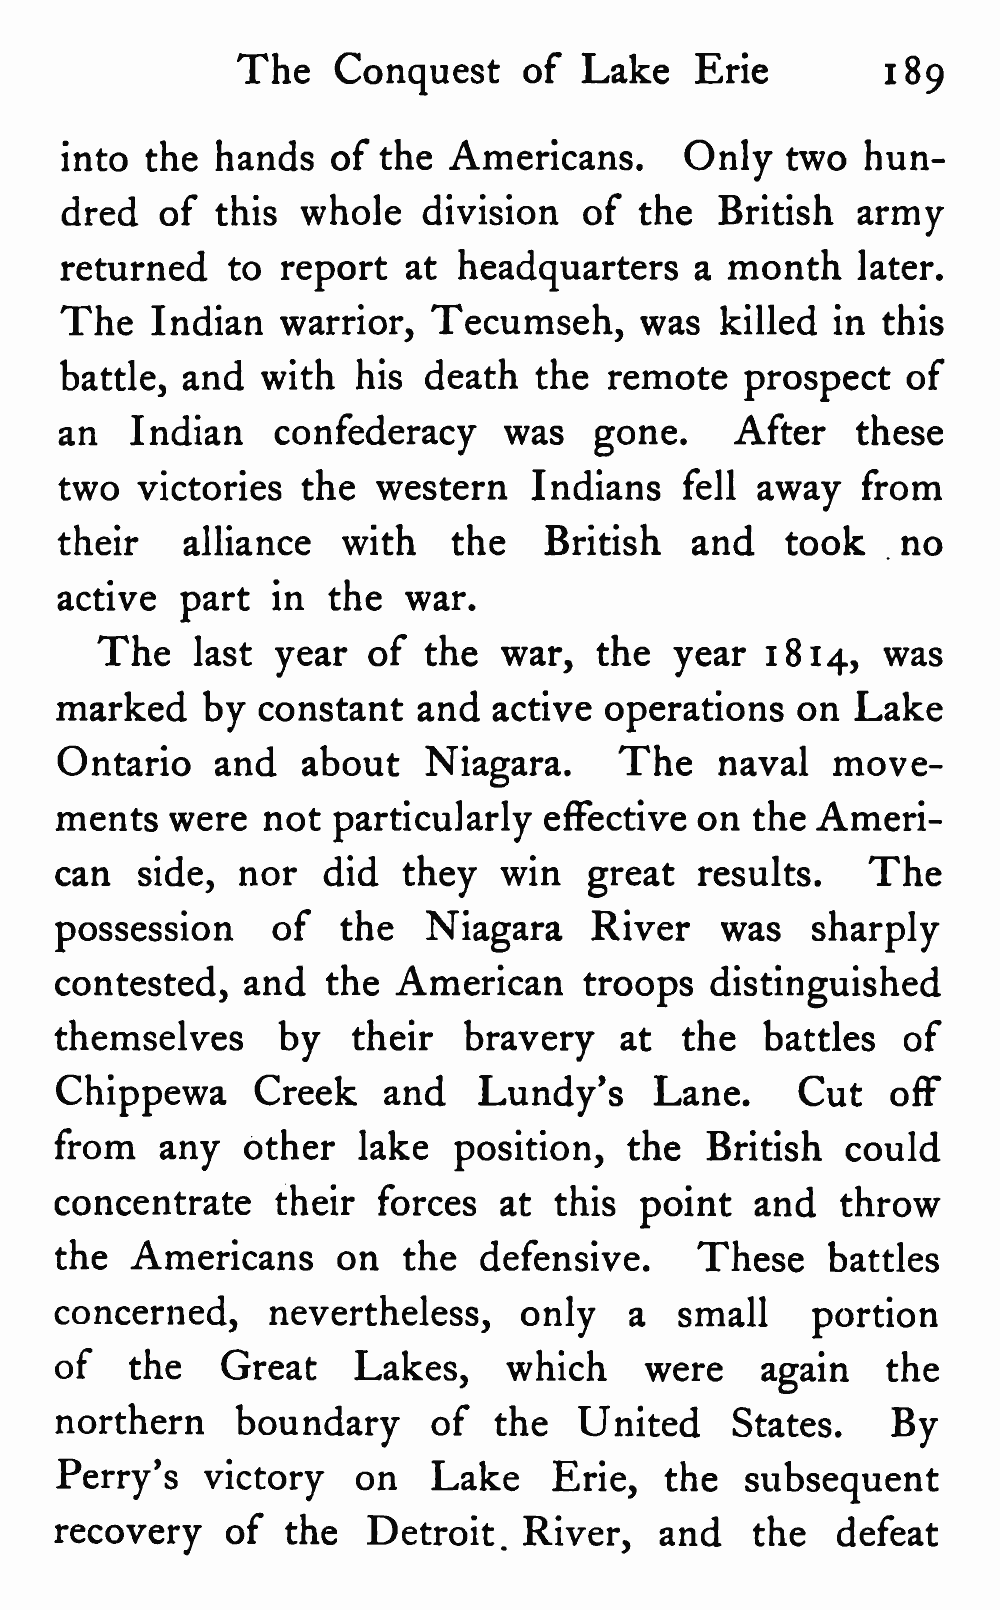 The Conquest of Lake Erie 189
into the hands of the Americans. Only two hun-
dred of this whole division of the British army
returned to report at headquarters a month later.
The Indian warrior, Tecumseh, was killed in this
battle, and with his death the remote prospect of
an Indian confederacy was gone. After these
two victories the western Indians fell away from
their alliance with the British and took no
active part in the war.
The last year of the war, the year 1814, was
marked by constant and active operations on Lake
Ontario and about Niagara. The naval move-
ments were not particularly effective on the Ameri-
can side, nor did they win great results. The
possession of the Niagara River was sharply
contested, and the American troops distinguished
themselves by their bravery at the battles of
Chippewa Creek and Lundy's Lane. Cut off
from any other lake position, the British could
concentrate their forces at this point and throw
the Americans on the defensive. These battles
concerned, nevertheless, only a small portion
of the Great Lakes, which were again the
northern boundary of the United States. By
Perry's victory on Lake Erie, the subsequent
recovery of the Detroit River, and the defeat